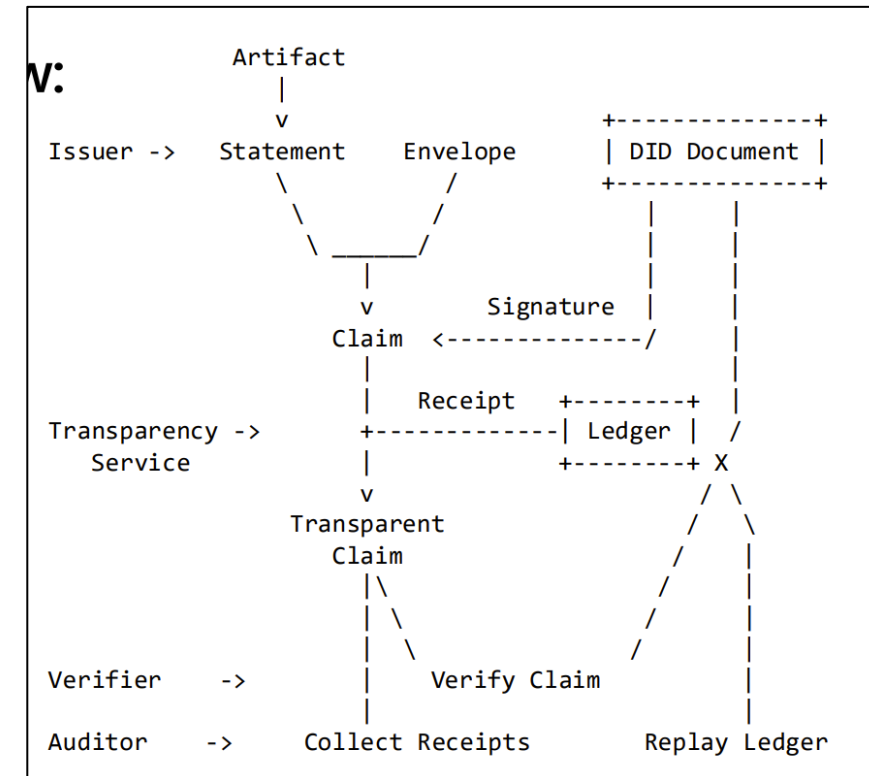 w:
Artifact
Issuer -> Statement Envelope DID Document
Signature
Claim
Receipt
Transparency -> Ledger
Service X
Transparent
Claim
Verifier -> Verify Claim
Auditor -> Collect Receipts Replay Ledger